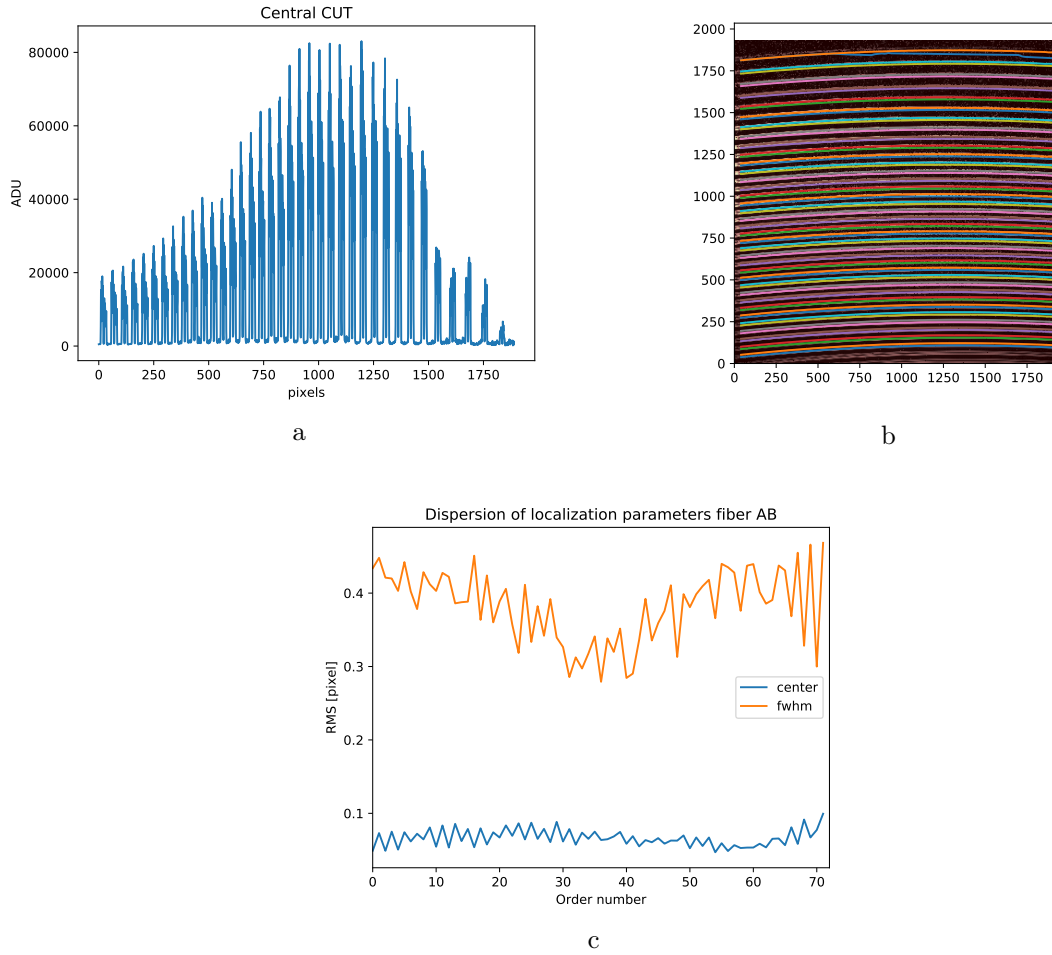 Central CUT
80000
60000
40000
20000
0
ADU
0 250 500 750 1000 1250 1500 1750
pixels
a
2000
1750
1500
1250
1000
750
500
250
0
0 250 500 750 1000 1250 1500 1750
b
Dispersion of localization parameters fiber AB
0.4
0.3
0.2
0.1
RMS [pixel]
center
fwhm
0 10 20 30 40 50 60 70
Order number
c